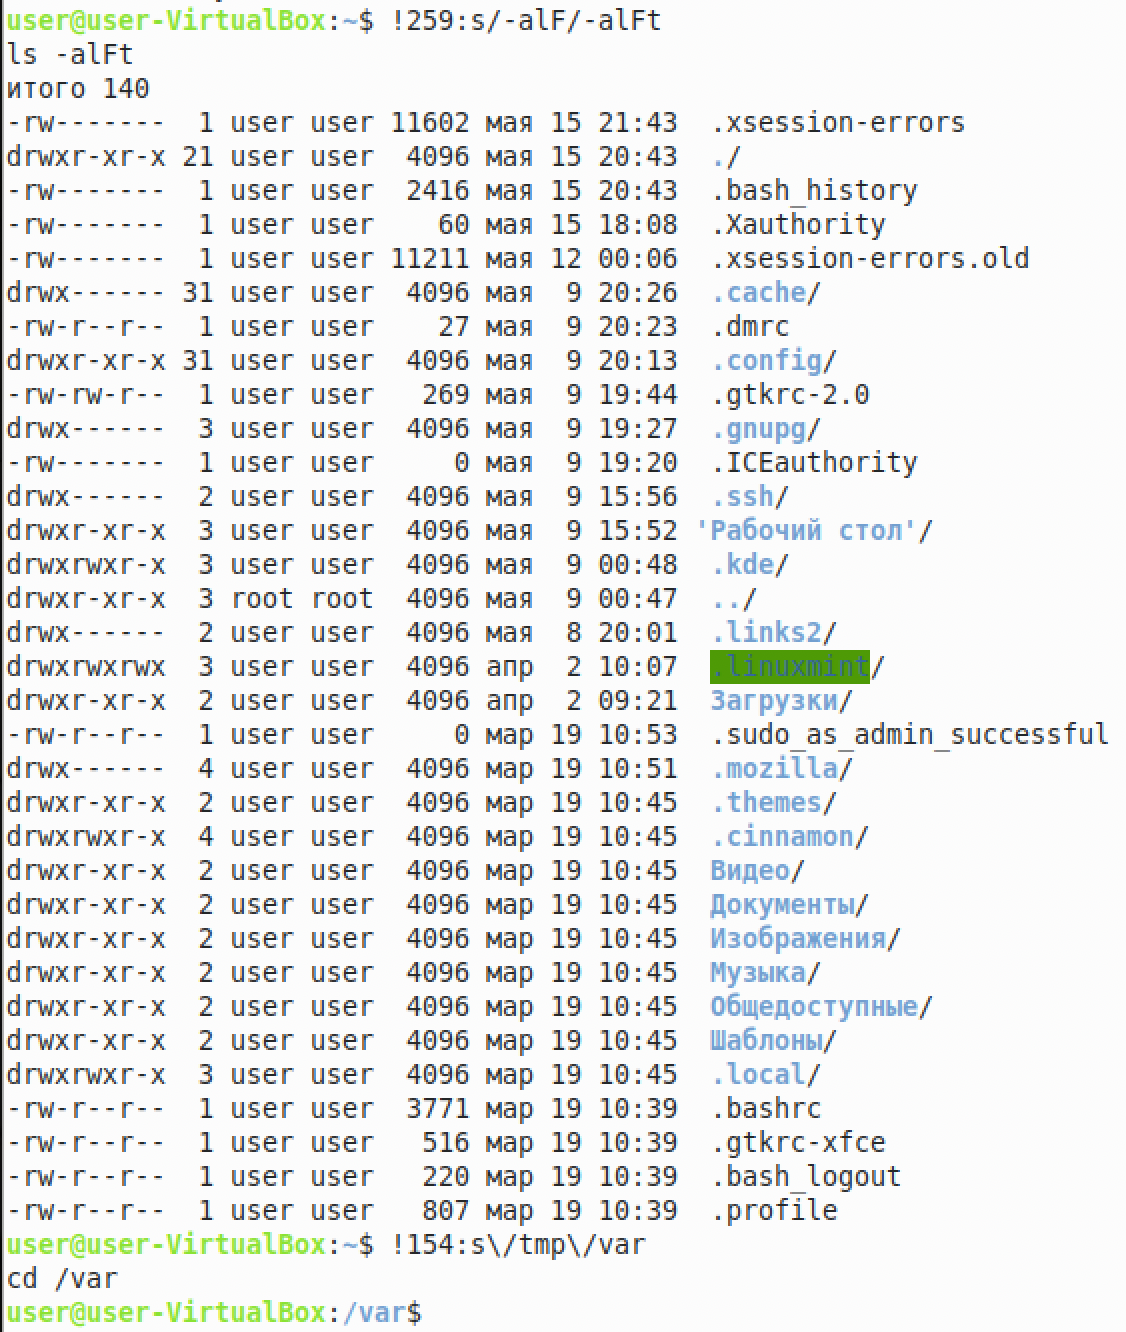 user@user-VirtualBox:~$ !259:s/-alF/-alFt
ls -alFt
итого 140
-rw-------  1 user user 11602 мая 15 21:43  .xsession-errors
drwxr-xr-x 21 user user  4096 мая 15 20:43  ./
-rw-------  1 user user  2416 мая 15 20:43  .bash_history
-rw-------  1 user user    60 мая 15 18:08  .Xauthority
-rw-------  1 user user 11211 мая 12 00:06  .xsession-errors.old
drwx------ 31 user user  4096 мая  9 20:26  .cache/
-rw-r--r--  1 user user    27 мая  9 20:23  .dmrc
drwxr-xr-x 31 user user  4096 мая  9 20:13  .config/
-rw-rw-r--  1 user user   269 мая  9 19:44  .gtkrc-2.0
drwx------  3 user user  4096 мая  9 19:27  .gnupg/
-rw-------  1 user user     0 мая  9 19:20  .ICEauthority
drwx------  2 user user  4096 мая  9 15:56  .ssh/
drwxr-xr-x  3 user user  4096 мая  9 15:52 'Рабочий стол'/
drwxrwxr-x  3 user user  4096 мая  9 00:48  .kde/
drwxr-xr-x  3 root root  4096 мая  9 00:47  ../
drwx------  2 user user  4096 мая  8 20:01  .links2/
drwxrwxrwx  3 user user  4096 апр  2 10:07  .linuxmint/
drwxr-xr-x  2 user user  4096 апр  2 09:21  Загрузки/
-rw-r--r--  1 user user     0 мар 19 10:53  .sudo_as_admin_successful
drwx------  4 user user  4096 мар 19 10:51  .mozilla/
drwxr-xr-x  2 user user  4096 мар 19 10:45  .themes/
drwxrwxr-x  4 user user  4096 мар 19 10:45  .cinnamon/
drwxr-xr-x  2 user user  4096 мар 19 10:45  Видео/
drwxr-xr-x  2 user user  4096 мар 19 10:45  Документы/
drwxr-xr-x  2 user user  4096 мар 19 10:45  Изображения/
drwxr-xr-x  2 user user  4096 мар 19 10:45  Музыка/
drwxr-xr-x  2 user user  4096 мар 19 10:45  Общедоступные/
drwxr-xr-x  2 user user  4096 мар 19 10:45  Шаблоны/
drwxrwxr-x  3 user user  4096 мар 19 10:45  .local/
-rw-r--r--  1 user user  3771 мар 19 10:39  .bashrc
-rw-r--r--  1 user user   516 мар 19 10:39  .gtkrc-xfce
-rw-r--r--  1 user user   220 мар 19 10:39  .bash_logout
-rw-r--r--  1 user user   807 мар 19 10:39  .profile
user@user-VirtualBox:~$ !154:s\/tmp\/var
cd /var
user@user-VirtualBox:/var$